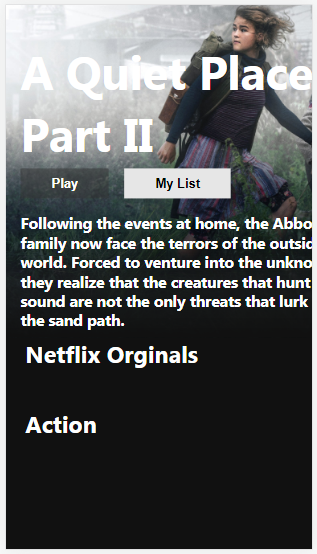 A Quiet Place
Part II
Play My List
Following the events at home, the Abbo
family now face the terrors of the outsid
world. Forced to venture into the unkno
they realize that the creatures that hunt
sound are not the only threats that lurk
the sand path.
Netflix Orginals
Action